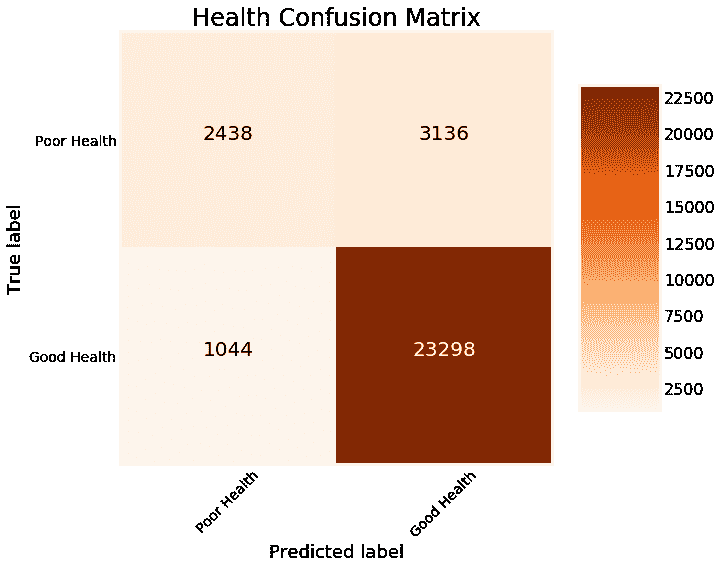 Health Confusion Matrix
Poor Health
2438
3136
Good Health
1044
23298
True label
Poor Health
Good Health
Predicted label
22500
20000
17500
15000
12500
10000
7500
5000
2500